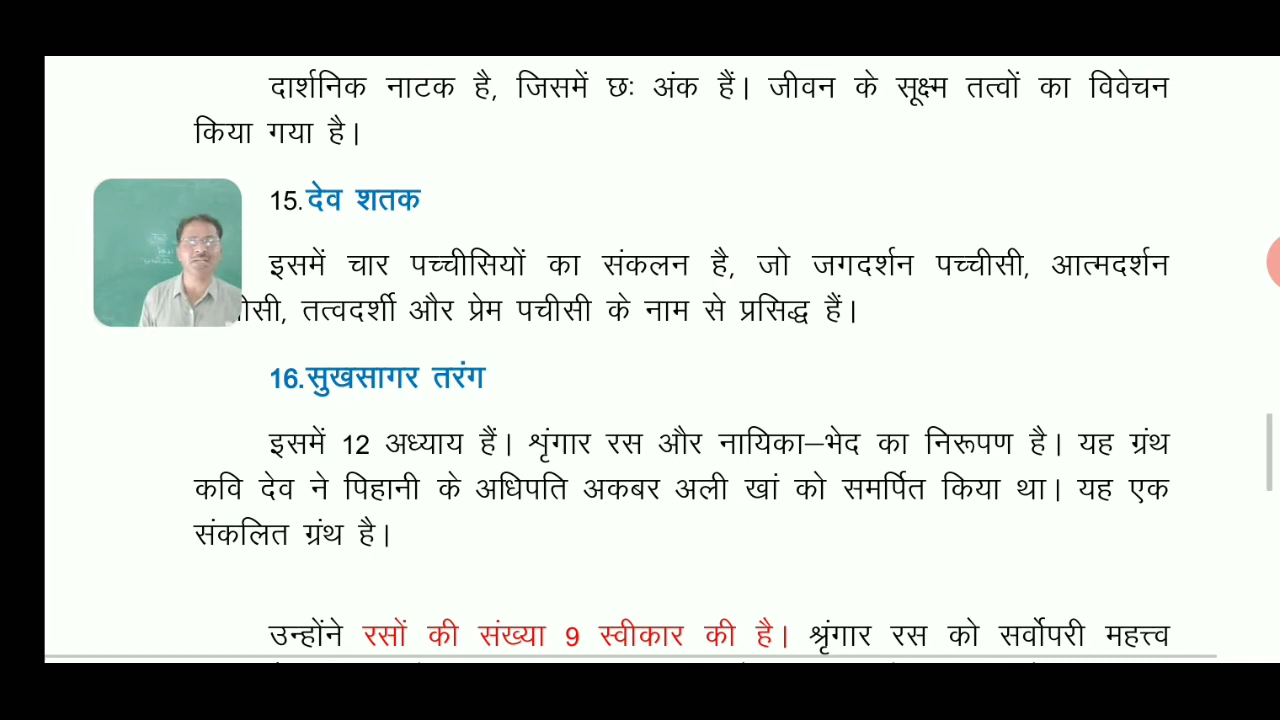 दार्शनिक नाटक है, जिसमें छः अंक हैं। जीवन के सूक्ष्म तत्वों का विवेचन
किया गया है।
15.देव शतक
इसमें चार पच्चीसियों का संकलन है, जो जगदर्शन पच्चीसी, आत्मदर्शन
तत्वदर्शी और प्रेम पचीसी के नाम से प्रसिद्ध हैं।
16.सुखसागर तरंग
इसमें 12 अध्याय हैं। शृंगार रस और नायिका–भेद का निरूपण है। यह ग्रंथ
कवि देव ने पिहानी के अधिपति अकबर अली खां को समर्पित किया था। यह एक
संकलित ग्रंथ है।
उन्होंने रसों की संख्या 9 स्वीकार की है। श्रृंगार रस को सर्वोपरी महत्त्व